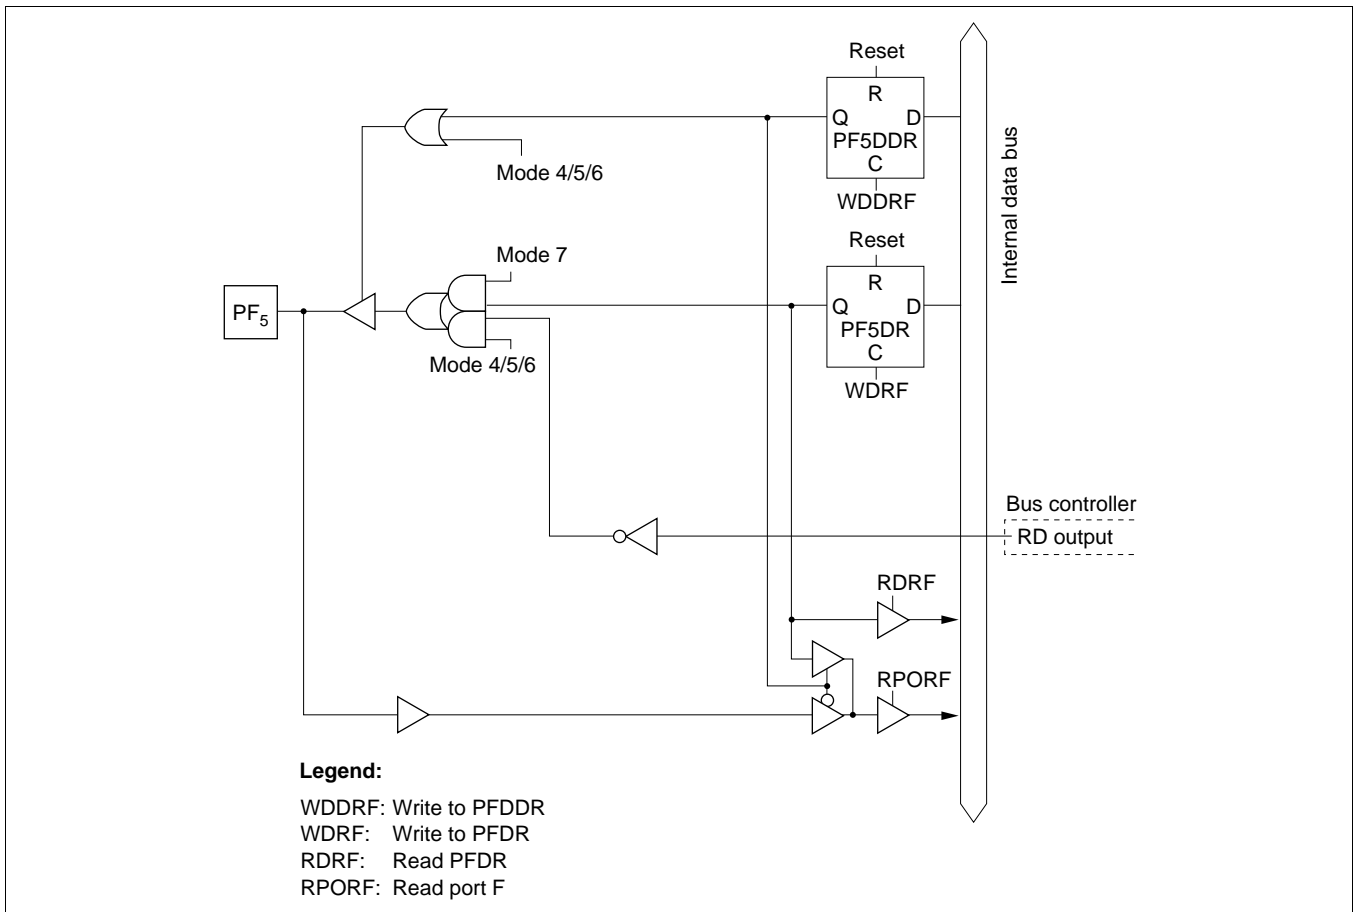 Reset
R
Q D
PF5DDR
C
WDDRF
Mode 4/5/6
Internal data bus
Reset
R
Q D
PF5DR
C
WDRF
Mode 7
PF5
Mode 4/5/6
Bus controller
RD output
RDRF
RPORF
Legend:
WDDRF: Write to PFDDR
WDRF: Write to PFDR
RDRF: Read PFDR
RPORF: Read port F